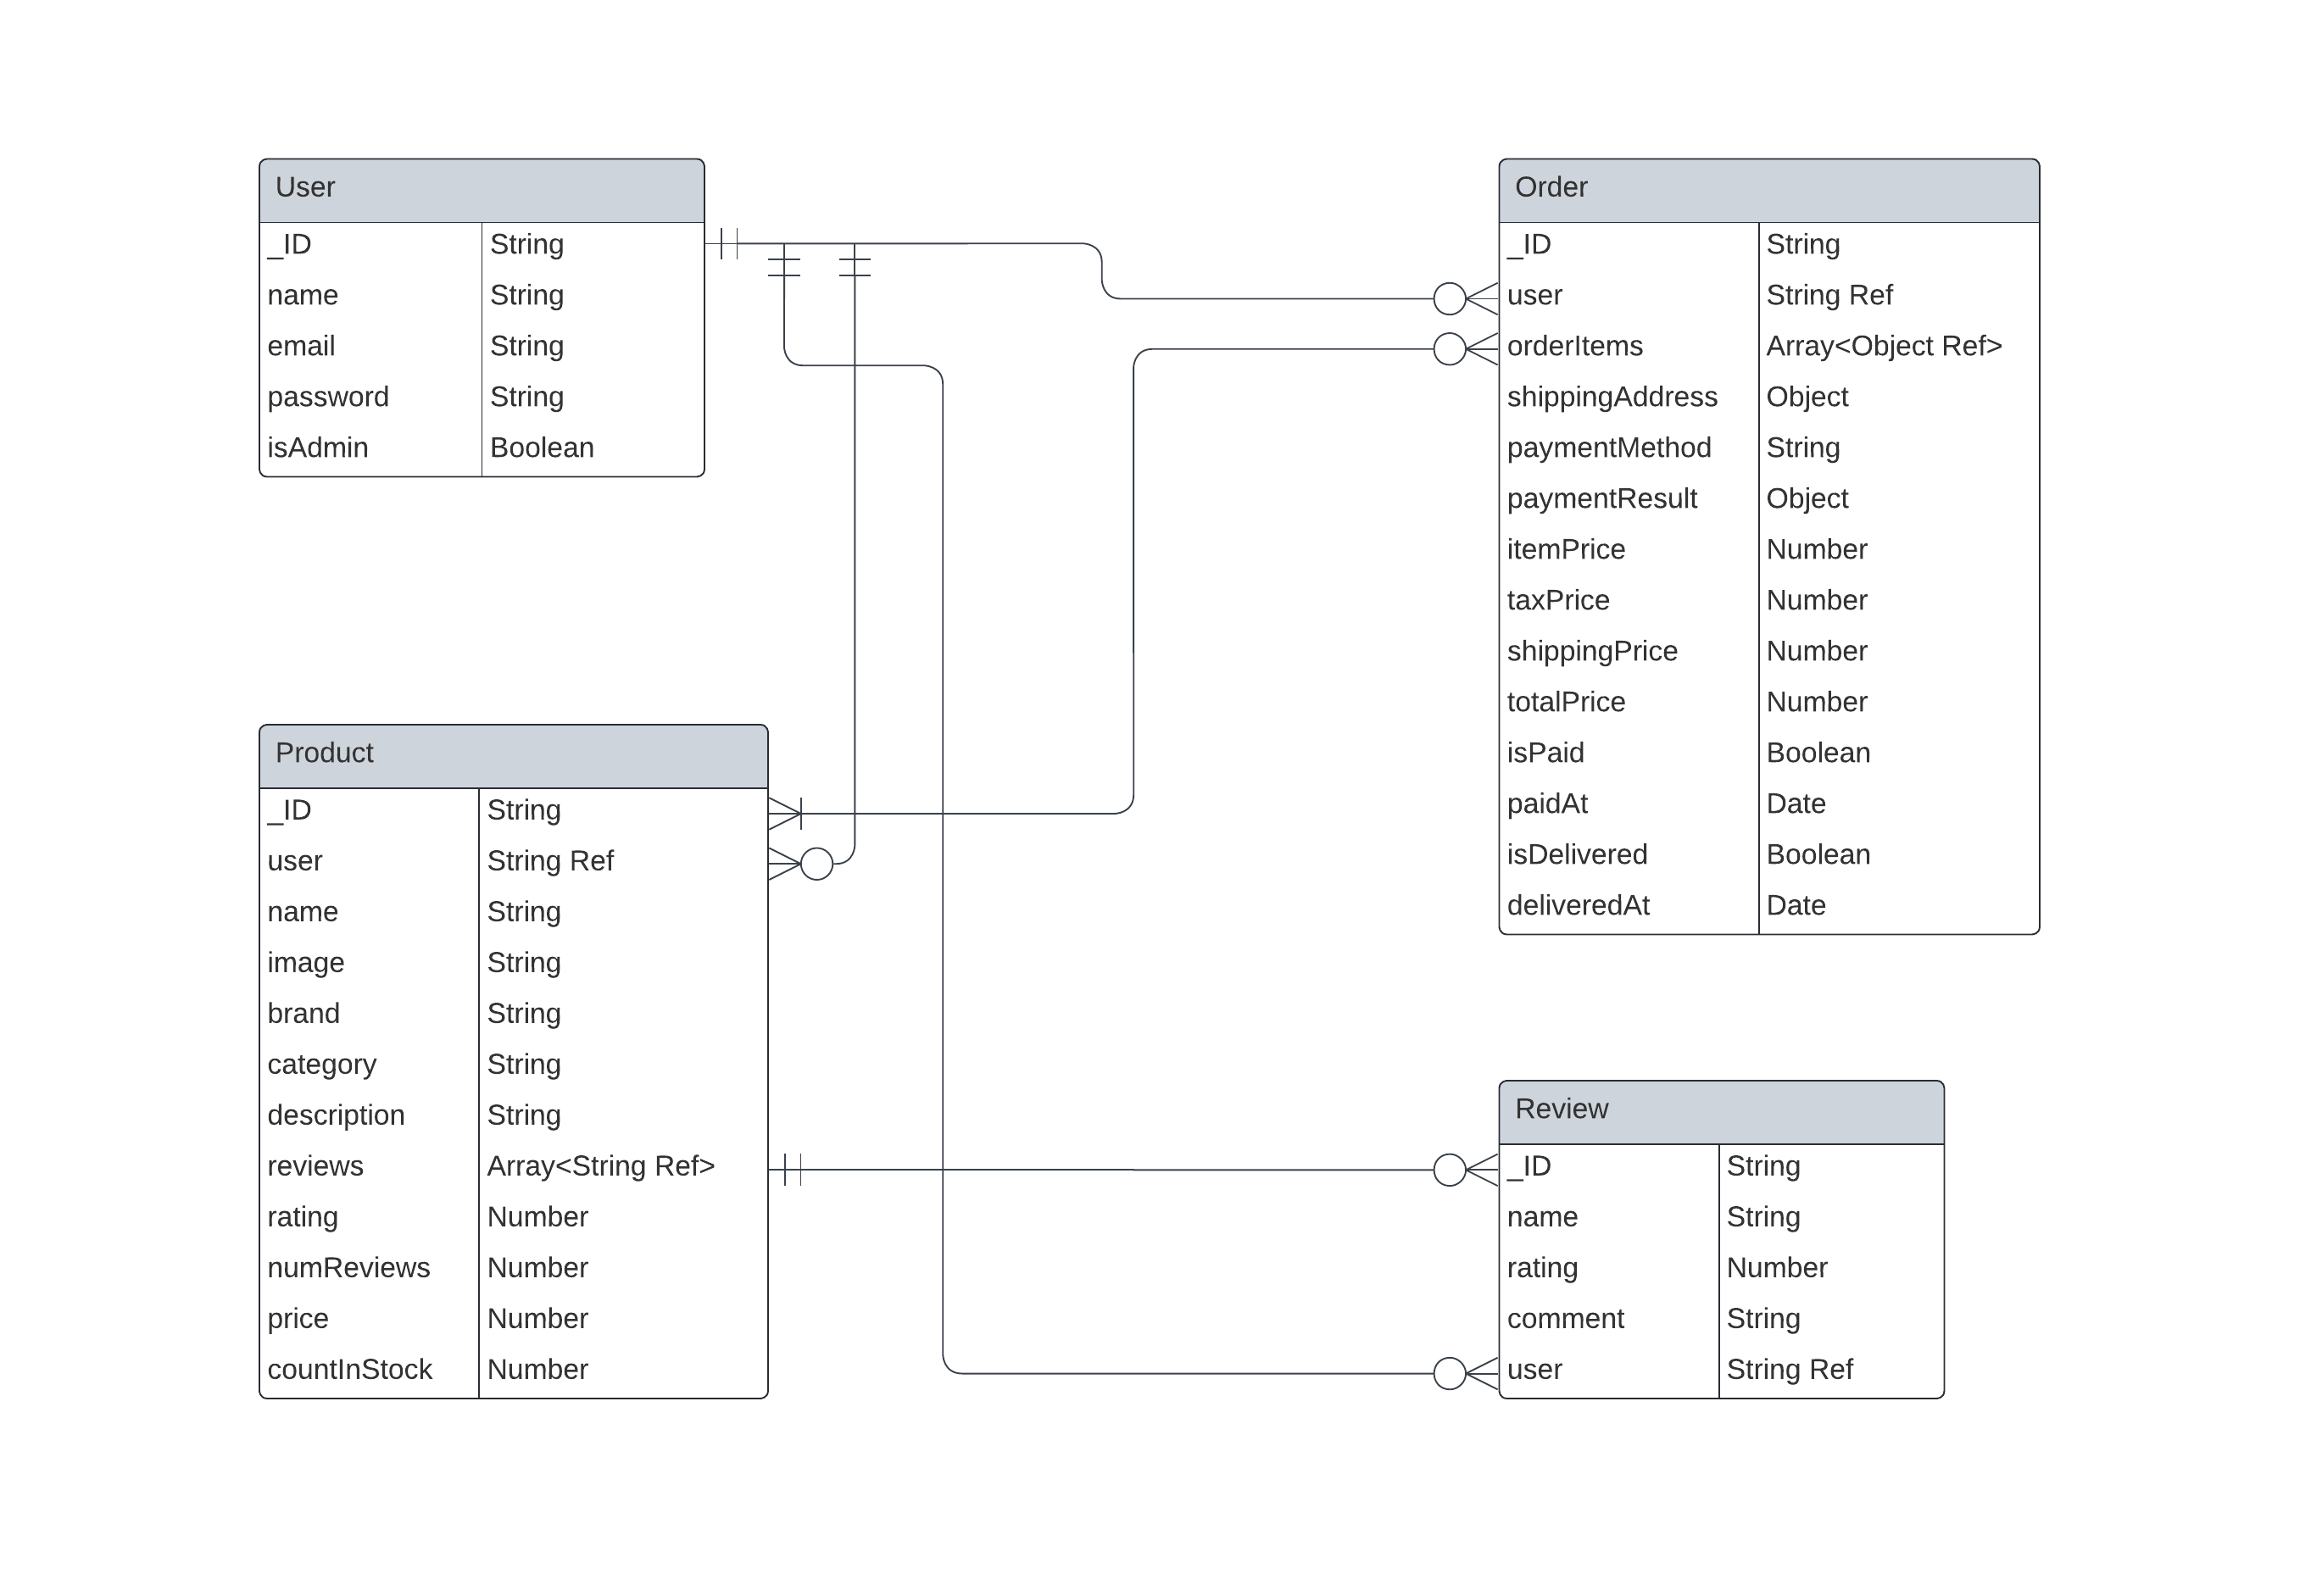 User
_ID String
name String
email String
password String
isAdmin Boolean
Order
_ID String
user String Ref
orderItems Array<Object Ref>
shippingAddress Object
paymentMethod String
paymentResult Object
itemPrice Number
taxPrice Number
shippingPrice Number
totalPrice Number
isPaid Boolean
paidAt Date
isDelivered Boolean
deliveredAt Date
Product
_ID String
user String Ref
name String
image String
brand String
category String
description String
reviews Array<String Ref>
rating Number
numReviews Number
price Number
countInStock Number
Review
_ID String
name String
rating Number
comment String
user String Ref